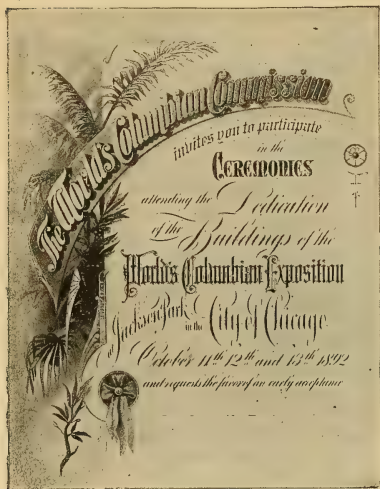 The World's Columbian Commission
invites you to participate
in the
CEREMONIES
attending the Dedication
of the Buildings of the
World's Columbian Exposition
at Jackson Park in the City of Chicago
October 11th 12th and 13th 1892
and requests the favor of an early acceptance